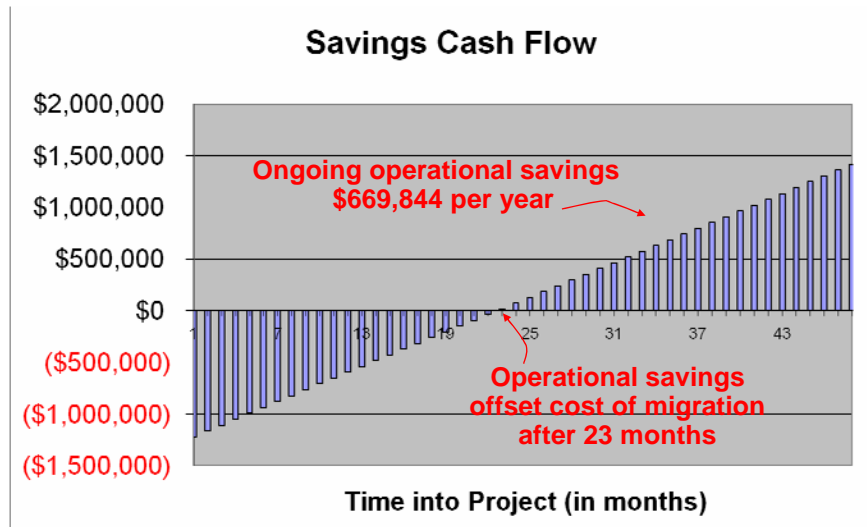 Savings Cash Flow
$2,000,000
$1,500,000
$1,000,000
$500,000
$0
($500,000)
($1,000,000)
($1,500,000)
Ongoing operational savings
$669,844 per year
1 7 13 19 25 31 37 43
Operational savings
offset cost of migration
after 23 months
Time into Project (in months)